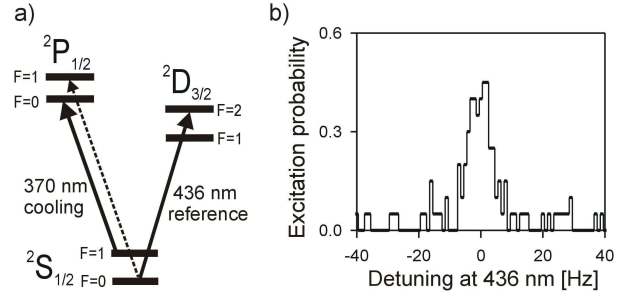 a)
²P₁/₂
F=1
F=0
²D₃/₂
F=2
F=1
370 nm
cooling
436 nm
reference
²S₁/₂
F=1
F=0
b)
Excitation probability
0.6
0.3
0.0
-40 -20 0 20 40
Detuning at 436 nm [Hz]